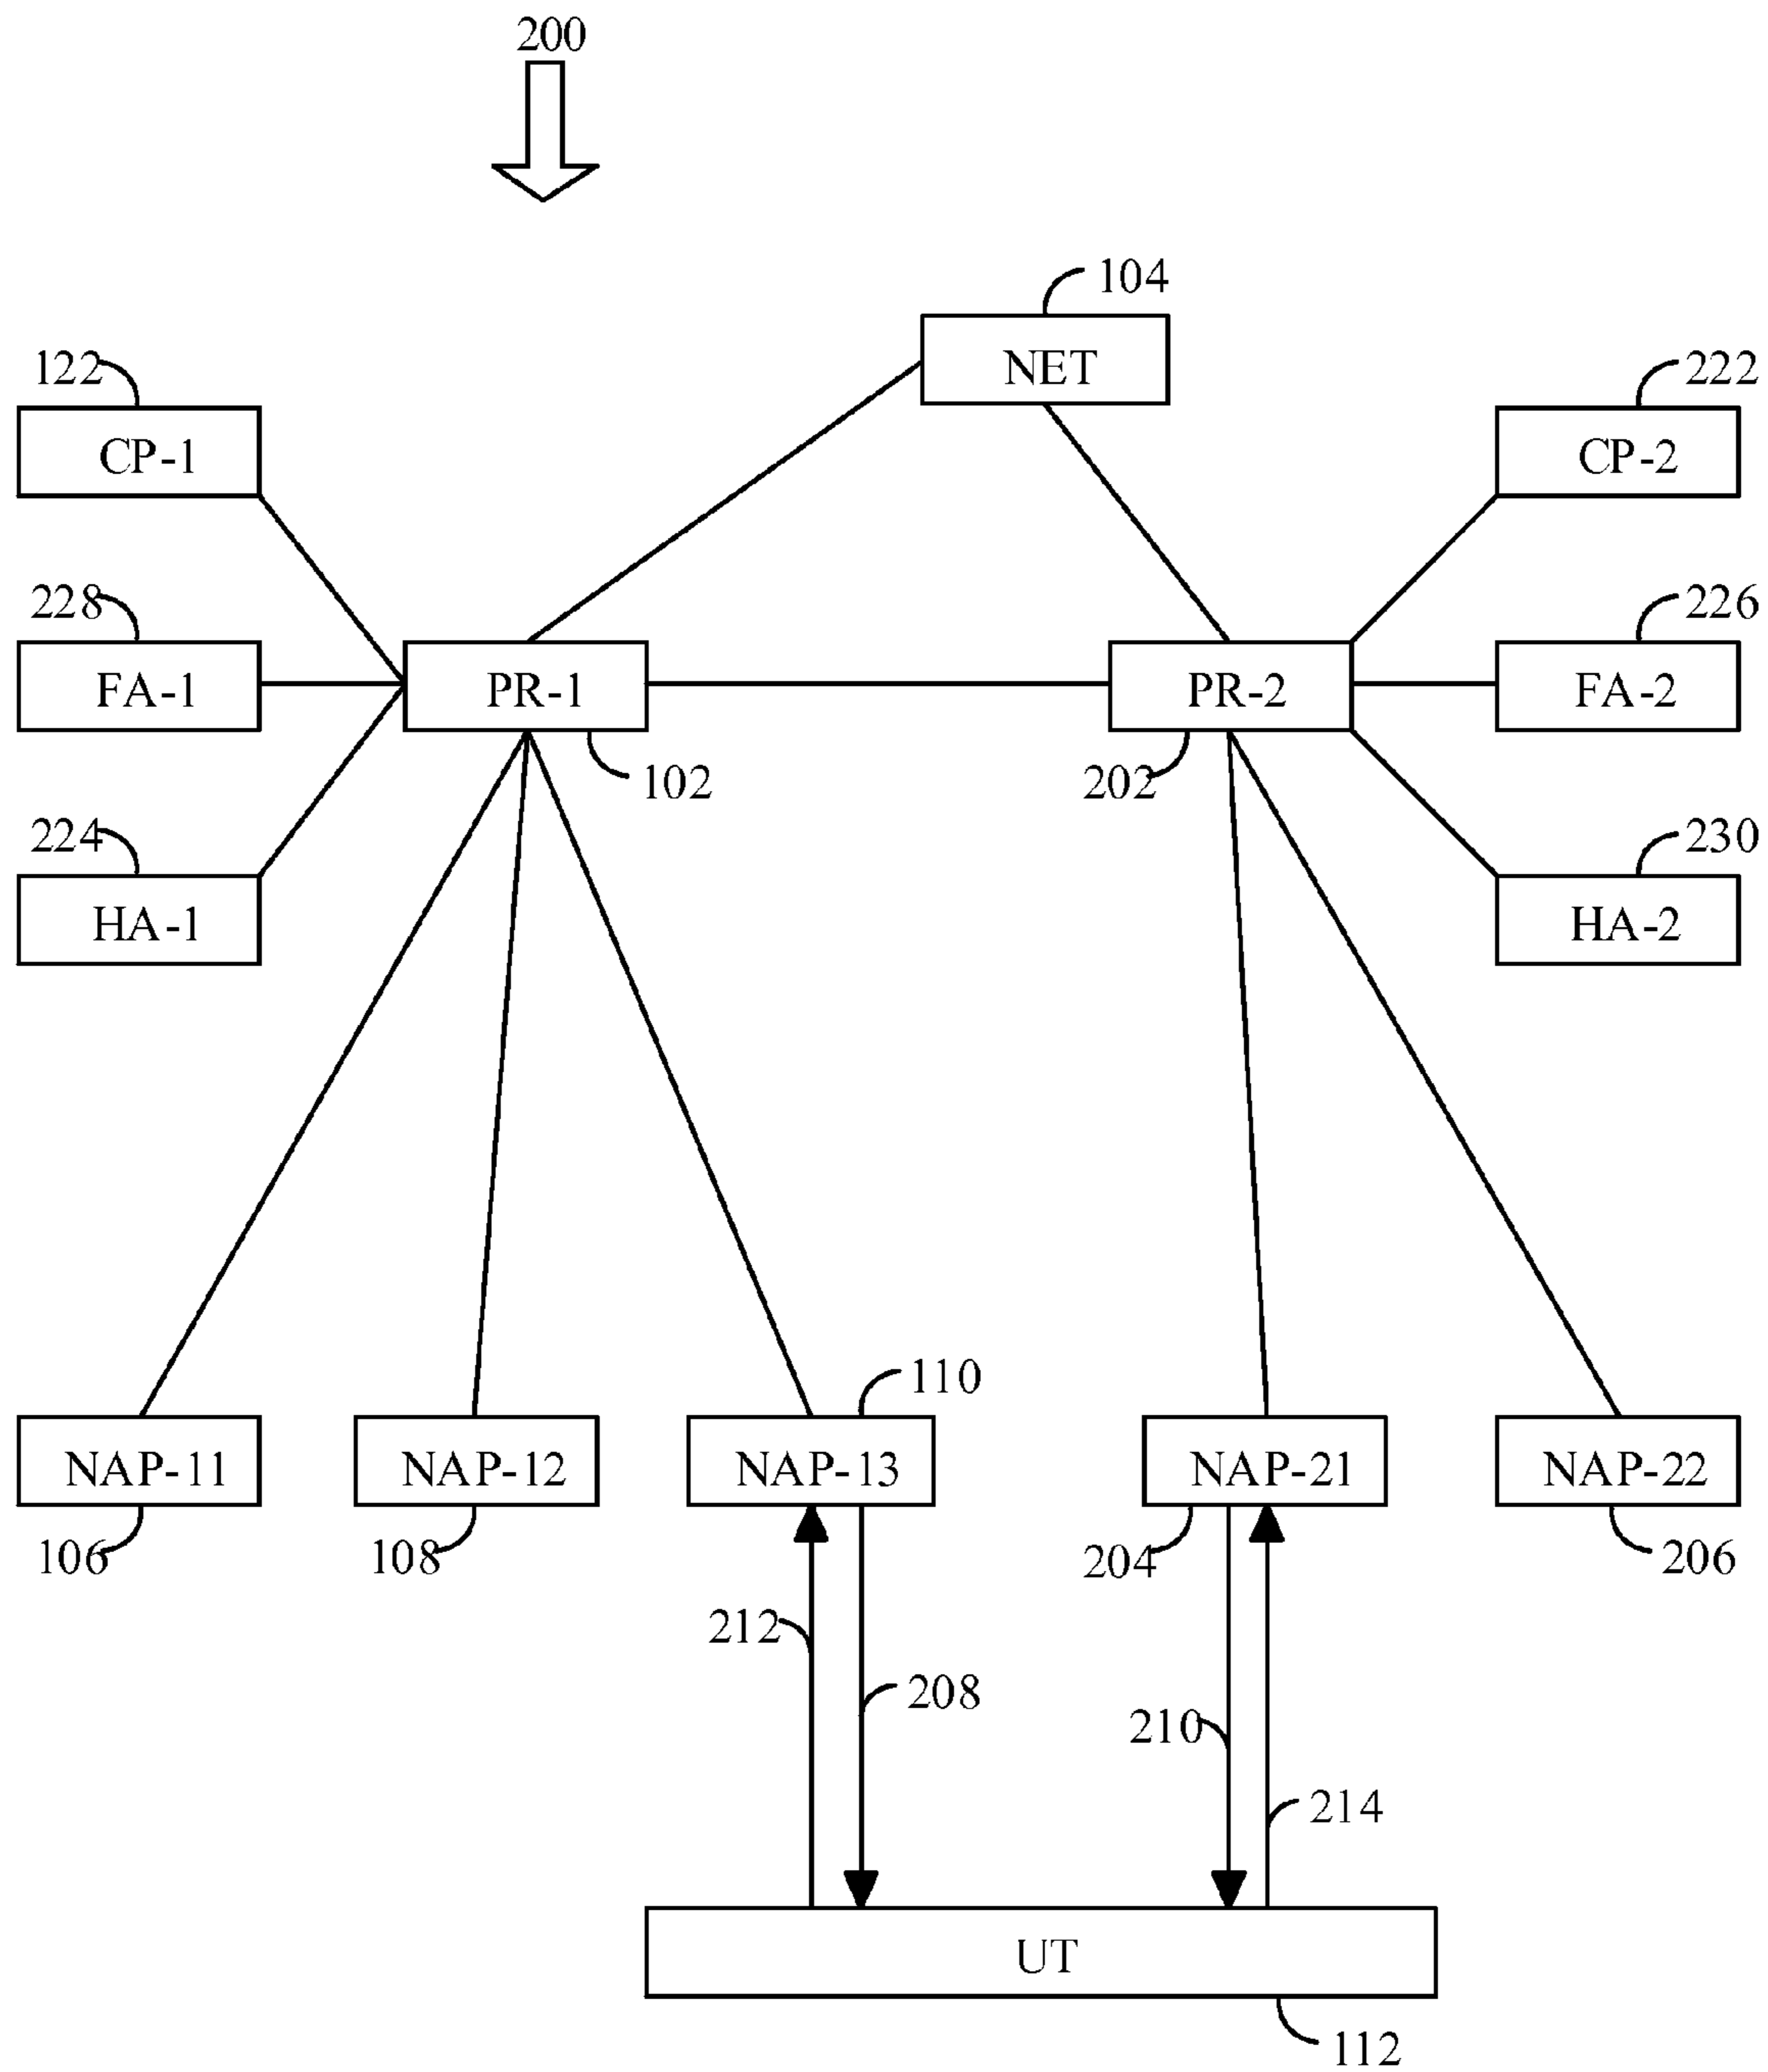 200
104
NET
122
222
CP-1
CP-2
228
226
FA-1
PR-1
PR-2
FA-2
102
202
224
230
HA-1
HA-2
110
NAP-11
NAP-12
NAP-13
NAP-21
NAP-22
106
108
204
206
212
208
210
214
UT
112